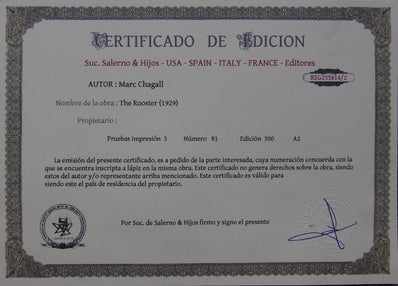 CERTIFICADO DE EDICION
Suc. Salerno & Hijos - USA - SPAIN - ITALY - FRANCE - Editores
REG235814/2
AUTOR : Marc Chagall
Nombre de la obra : The Rooster (1929)
Propietario :
Pruebas impresión 3 Número 81 Edición 300 A2
La emisión del presente certificado, es a pedido de la parte interesada, cuya numeración concuerda con la
que se encuentra inscripta a lápiz en la misma obra. Este certificado no genera derechos sobre la obra, siendo
estos del autor y/o representante arriba mencionado. Este certificado es válido para
siendo este el país de residencia del propietario.
Por Suc. de Salerno & Hijos firmo y signo el presente